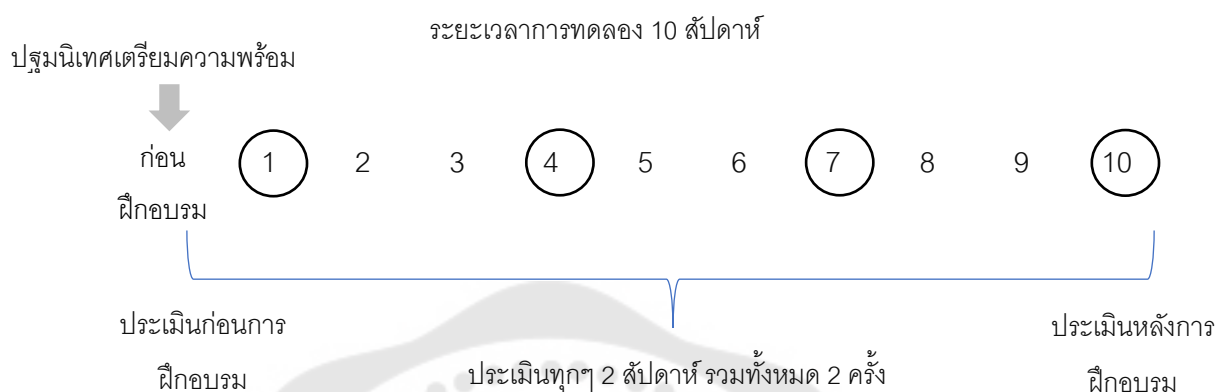 ระยะเวลาการทดลอง 10 สัปดาห์
ปฐมนิเทศเตรียมความพร้อม
ก่อน
ฝึกอบรม
1 2 3 4 5 6 7 8 9 10
ประเมินก่อนการ
ฝึกอบรม
ประเมินทุกๆ 2 สัปดาห์ รวมทั้งหมด 2 ครั้ง
ประเมินหลังการ
ฝึกอบรม